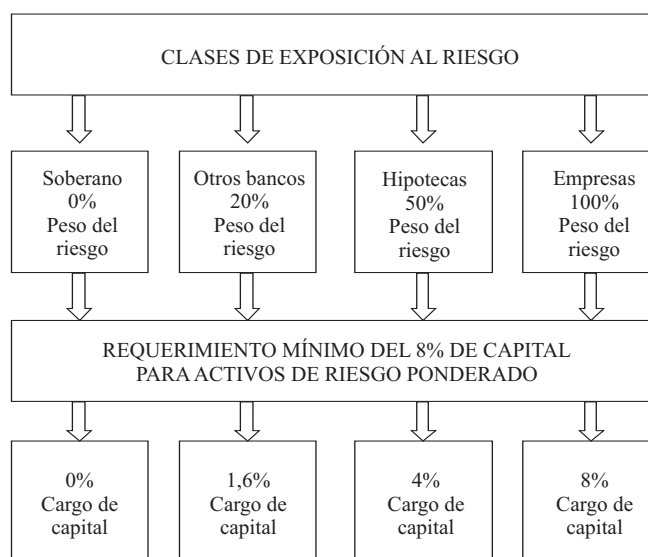 CLASES DE EXPOSICIÓN AL RIESGO
Soberano
0%
Peso del
riesgo
Otros bancos
20%
Peso del
riesgo
Hipotecas
50%
Peso del
riesgo
Empresas
100%
Peso del
riesgo
REQUERIMIENTO MÍNIMO DEL 8% DE CAPITAL
PARA ACTIVOS DE RIESGO PONDERADO
0%
Cargo de
capital
1,6%
Cargo de
capital
4%
Cargo de
capital
8%
Cargo de
capital